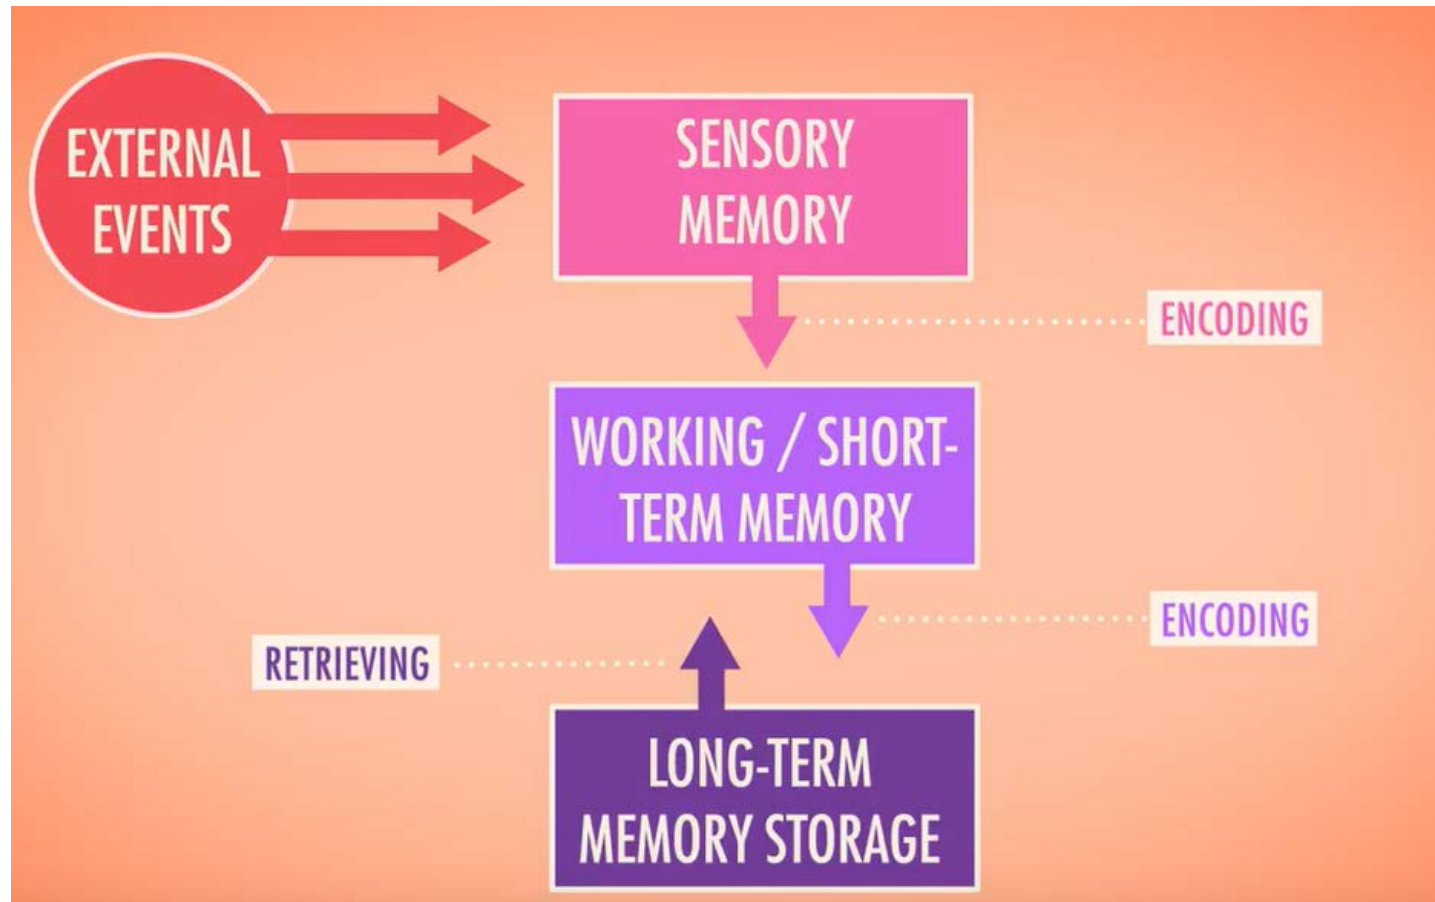 EXTERNAL
EVENTS
SENSORY
MEMORY
ENCODING
WORKING / SHORT-
TERM MEMORY
ENCODING
RETRIEVING
LONG-TERM
MEMORY STORAGE